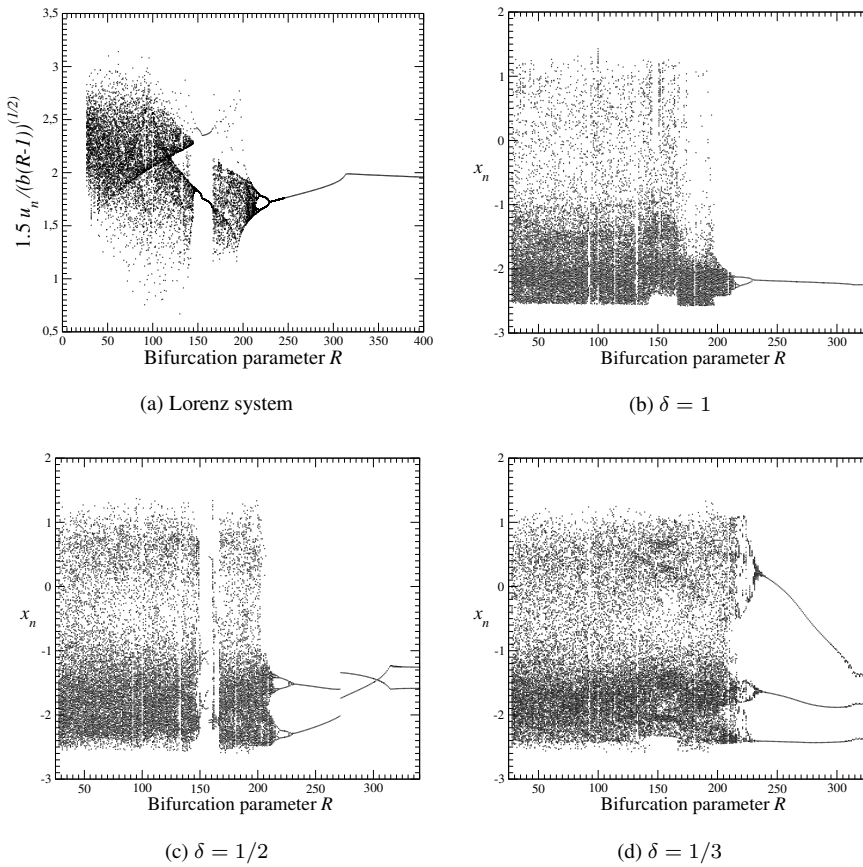 3,5
3
2,5
2
1,5
1
0,5
1.5 u_n/(b(R-1))^(1/2)
0 50 100 150 200 250 300 350 400
Bifurcation parameter R
(a) Lorenz system
2
1
0
-1
-2
-3
x_n
50 100 150 200 250 300
Bifurcation parameter R
(b) δ = 1
2
1
0
-1
-2
-3
x_n
50 100 150 200 250 300
Bifurcation parameter R
(c) δ = 1/2
2
1
0
-1
-2
-3
x_n
50 100 150 200 250 300
Bifurcation parameter R
(d) δ = 1/3